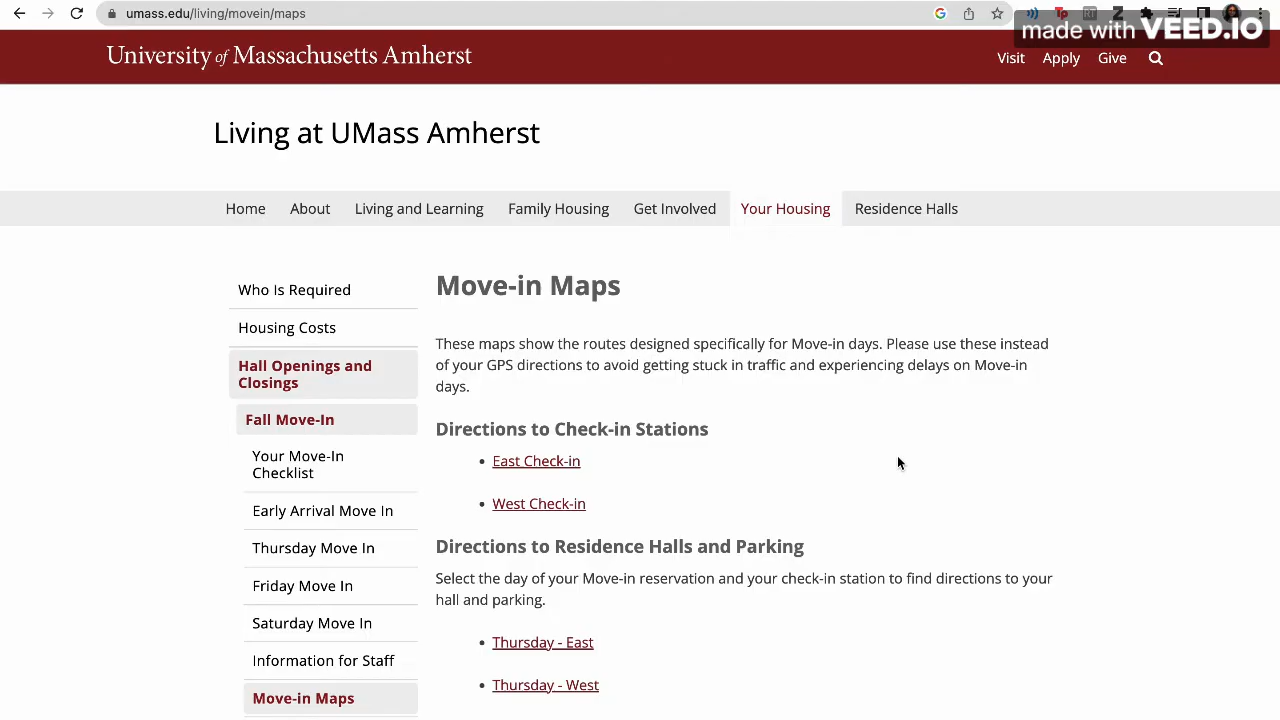 umass.edu/living/movein/maps
made with VEED.IO
University of Massachusetts Amherst
Visit Apply Give
Living at UMass Amherst
Home About Living and Learning Family Housing Get Involved Your Housing Residence Halls
Who Is Required
Housing Costs
Hall Openings and
Closings
Fall Move-In
Your Move-In
Checklist
Early Arrival Move In
Thursday Move In
Friday Move In
Saturday Move In
Information for Staff
Move-in Maps
Move-in Maps
These maps show the routes designed specifically for Move-in days. Please use these instead
of your GPS directions to avoid getting stuck in traffic and experiencing delays on Move-in
days.
Directions to Check-in Stations
• East Check-in
• West Check-in
Directions to Residence Halls and Parking
Select the day of your Move-in reservation and your check-in station to find directions to your
hall and parking.
• Thursday - East
• Thursday - West